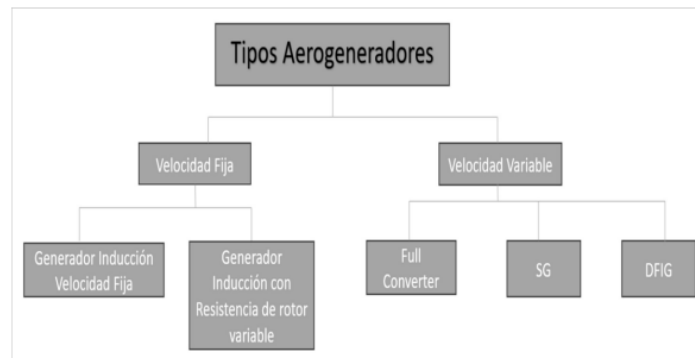 Tipos Aerogeneradores
Velocidad Fija
Velocidad Variable
Generador Inducción
Velocidad Fija
Generador
Inducción con
Resistencia de rotor
variable
Full
Converter
SG
DFIG